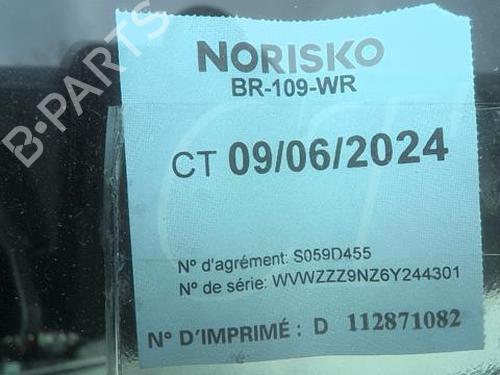 B-PARTS
NORISKO
BR-109-WR
CT 09/06/2024
N° d'agrément: S059D455
N° de série: WVWZZZ9NZ6Y244301
N° D'IMPRIMÉ : D 112871082